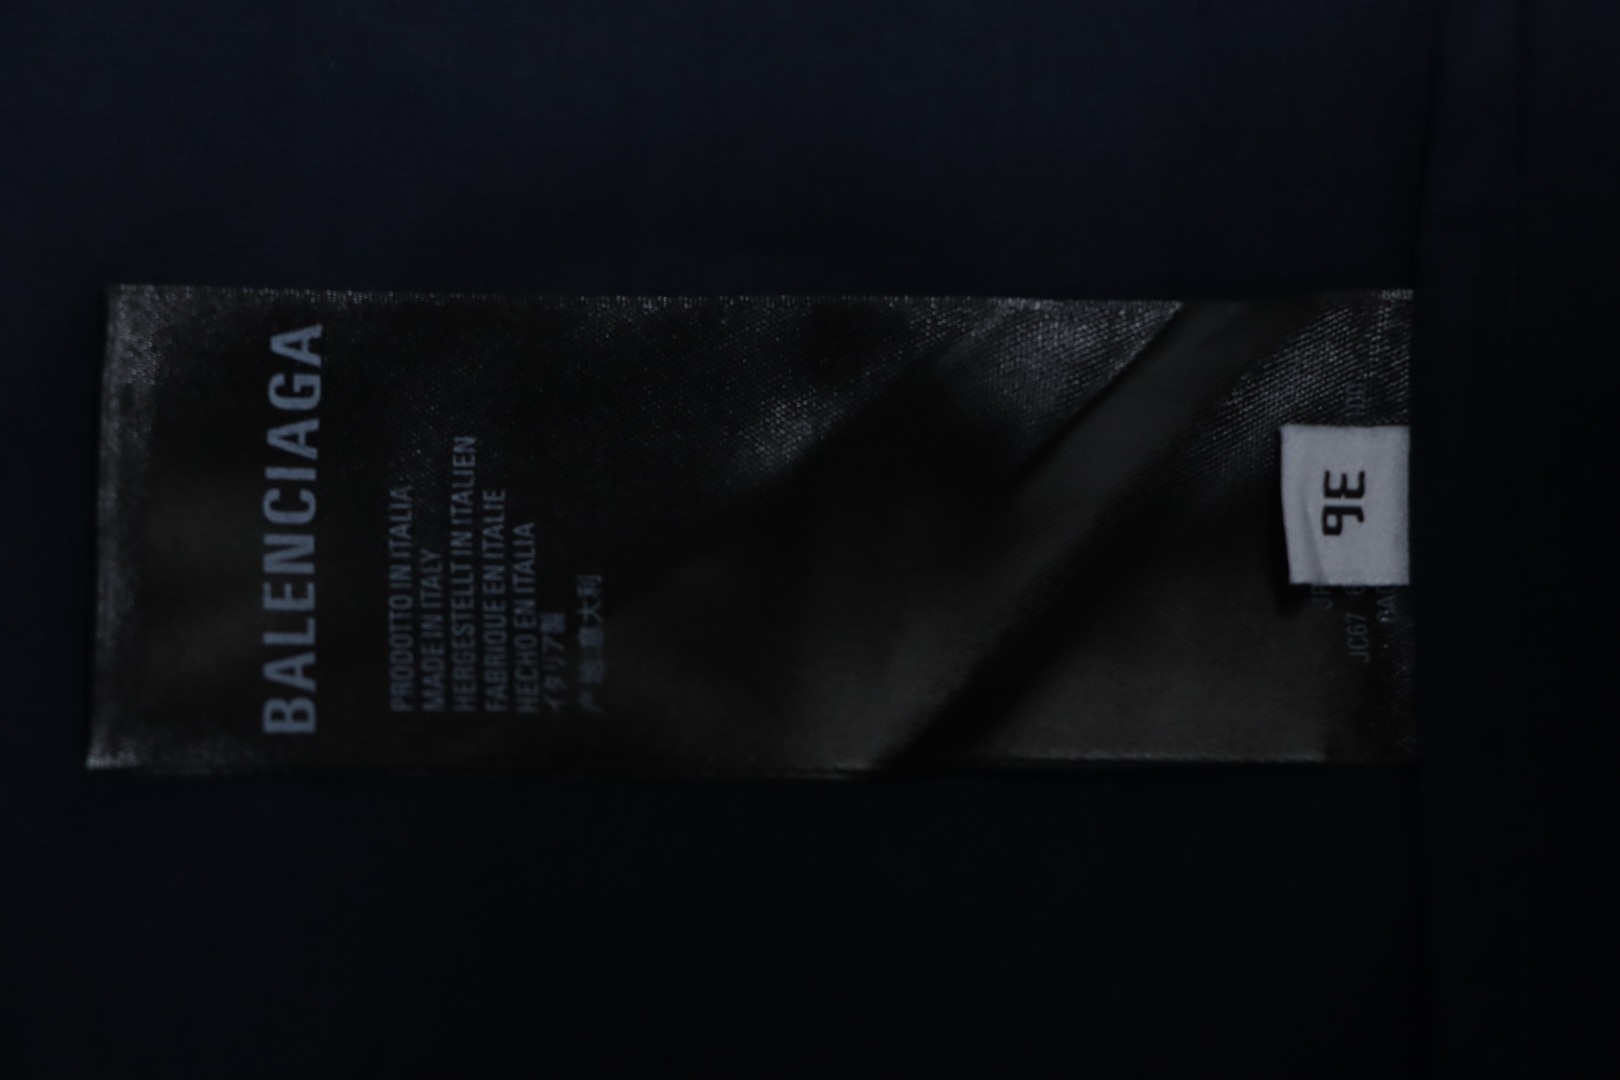 BALENCIAGA
PRODOTTO IN ITALIA
MADE IN ITALY
HERGESTELLT IN ITALIEN
FABRIQUE EN ITALIE
HECHO EN ITALIA
イタリア製
产地:意大利
36
JC67